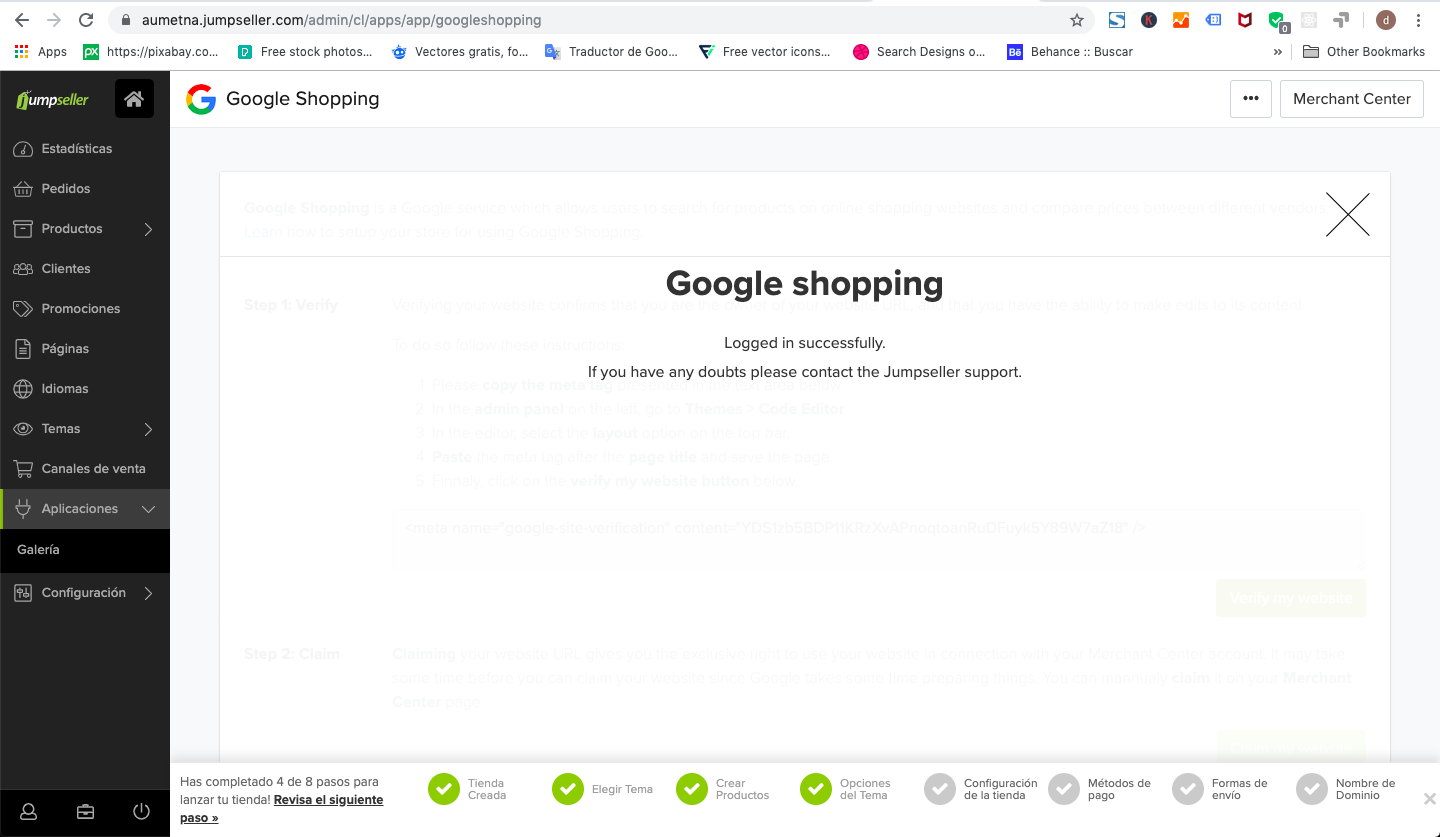 aumetna.jumpseller.com/admin/cl/apps/app/googleshopping
d
Apps
px https://pixabay.co...
Free stock photos...
Vectores gratis, fo...
Traductor de Goo...
Free vector icons...
Search Designs o...
Bē Behance :: Buscar
»
Other Bookmarks
0
jumpseller
Google Shopping
•••
Merchant Center
Estadísticas
Pedidos
Productos
Clientes
Promociones
Páginas
Idiomas
Temas
Canales de venta
Aplicaciones
Galería
Configuración
Google Shopping is a Google service which allows users to search for products on online shopping websites and compare prices between different vendors.
Learn how to setup your store for using Google Shopping
Google shopping
Logged in successfully.
If you have any doubts please contact the Jumpseller support.
Step 1: Verify
Verifying your website confirms that you are the owner of your website URL, and that you have the ability to make edits to its content.
To do so follow these instructions:
1. Please copy the meta tag presented in the text area below.
2. In the admin panel on the left, go to Themes > Code Editor
3. In the editor, select the layout option on the top bar.
4. Paste the meta tag after the page title and save the page.
5. Finnaly, click on the verify my website button below.
<meta name="google-site-verification" content="YDS1zb5BDP11KRzXvAPnoqtoanRuDFuyk5Y89W7aZ18" />
Verify my website
Step 2: Claim
Claiming your website URL gives you the exclusive right to use your website in connection with your Merchant Center account. It may take
some time before you can claim your website since Google takes some time preparing things. You can manualy claim it on your Merchant
Center page.
Has completado 4 de 8 pasos para
lanzar tu tienda! Revisa el siguiente
paso »
Tienda
Creada
Elegir Tema
Crear
Productos
Opciones
del Tema
Configuración
de la tienda
Métodos de
pago
Formas de
envío
Nombre de
Dominio